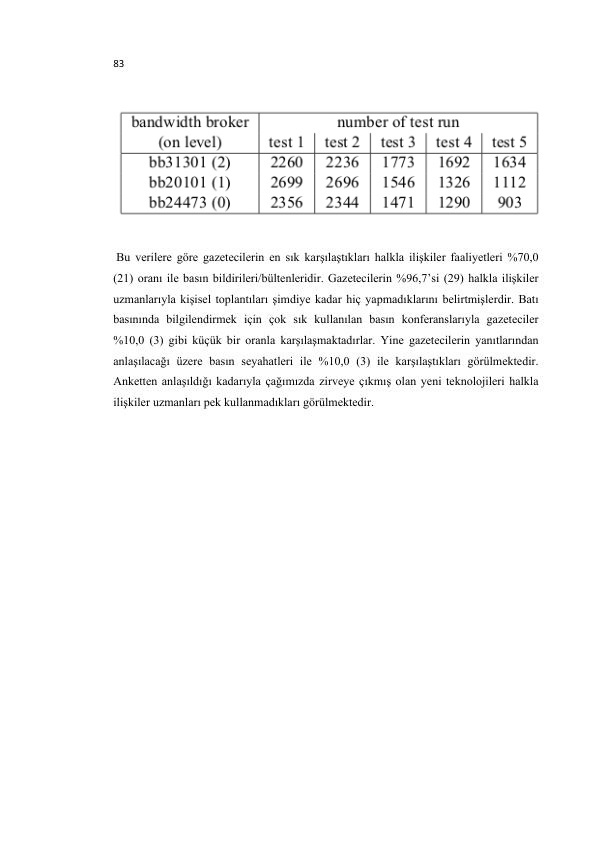 83
bandwidth broker number of test run
(on level) test 1 test 2 test 3 test 4 test 5
bb31301 (2) 2260 2236 1773 1692 1634
bb20101 (1) 2699 2696 1546 1326 1112
bb24473 (0) 2356 2344 1471 1290 903
Bu verilere göre gazetecilerin en sık karşılaştıkları halkla ilişkiler faaliyetleri %70,0
(21) oranı ile basın bildirileri/bültenleridir. Gazetecilerin %96,7’si (29) halkla ilişkiler
uzmanlarıyla kişisel toplantıları şimdiye kadar hiç yapmadıklarını belirtmişlerdir. Batı
basınında bilgilendirmek için çok sık kullanılan basın konferanslarıyla gazeteciler
%10,0 (3) gibi küçük bir oranla karşılaşmaktadırlar. Yine gazetecilerin yanıtlarından
anlaşılacağı üzere basın seyahatleri ile %10,0 (3) ile karşılaştıkları görülmektedir.
Anketten anlaşıldığı kadarıyla çağımızda zirveye çıkmış olan yeni teknolojileri halkla
ilişkiler uzmanları pek kullanmadıkları görülmektedir.